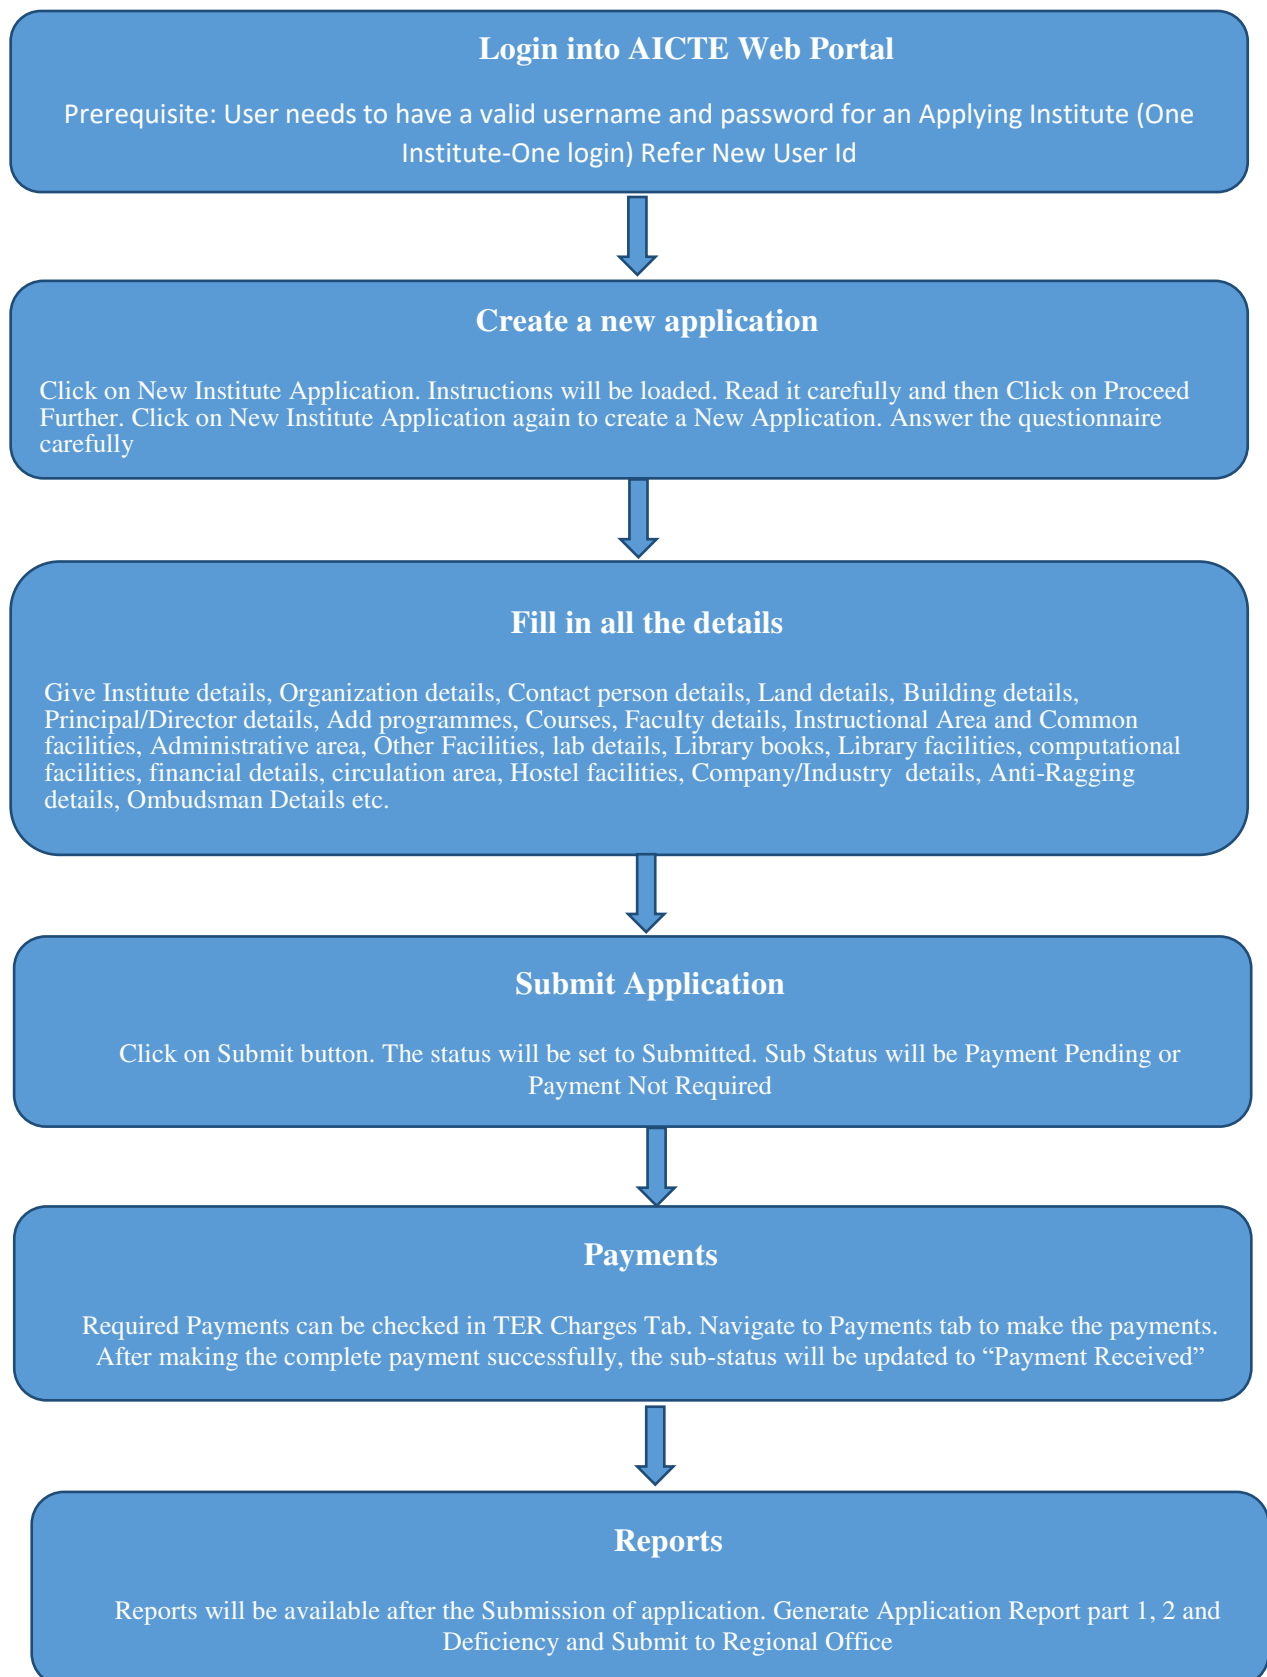 Login into AICTE Web Portal
Prerequisite: User needs to have a valid username and password for an Applying Institute (One
Institute-One login) Refer New User Id
Create a new application
Click on New Institute Application. Instructions will be loaded. Read it carefully and then Click on Proceed
Further. Click on New Institute Application again to create a New Application. Answer the questionnaire
carefully
Fill in all the details
Give Institute details, Organization details, Contact person details, Land details, Building details,
Principal/Director details, Add programmes, Courses, Faculty details, Instructional Area and Common
facilities, Administrative area, Other Facilities, lab details, Library books, Library facilities, computational
facilities, financial details, circulation area, Hostel facilities, Company/Industry  details, Anti-Ragging
details, Ombudsman Details etc.
Submit Application
Click on Submit button. The status will be set to Submitted. Sub Status will be Payment Pending or
Payment Not Required
Payments
Required Payments can be checked in TER Charges Tab. Navigate to Payments tab to make the payments.
After making the complete payment successfully, the sub-status will be updated to “Payment Received”
Reports
Reports will be available after the Submission of application. Generate Application Report part 1, 2 and
Deficiency and Submit to Regional Office